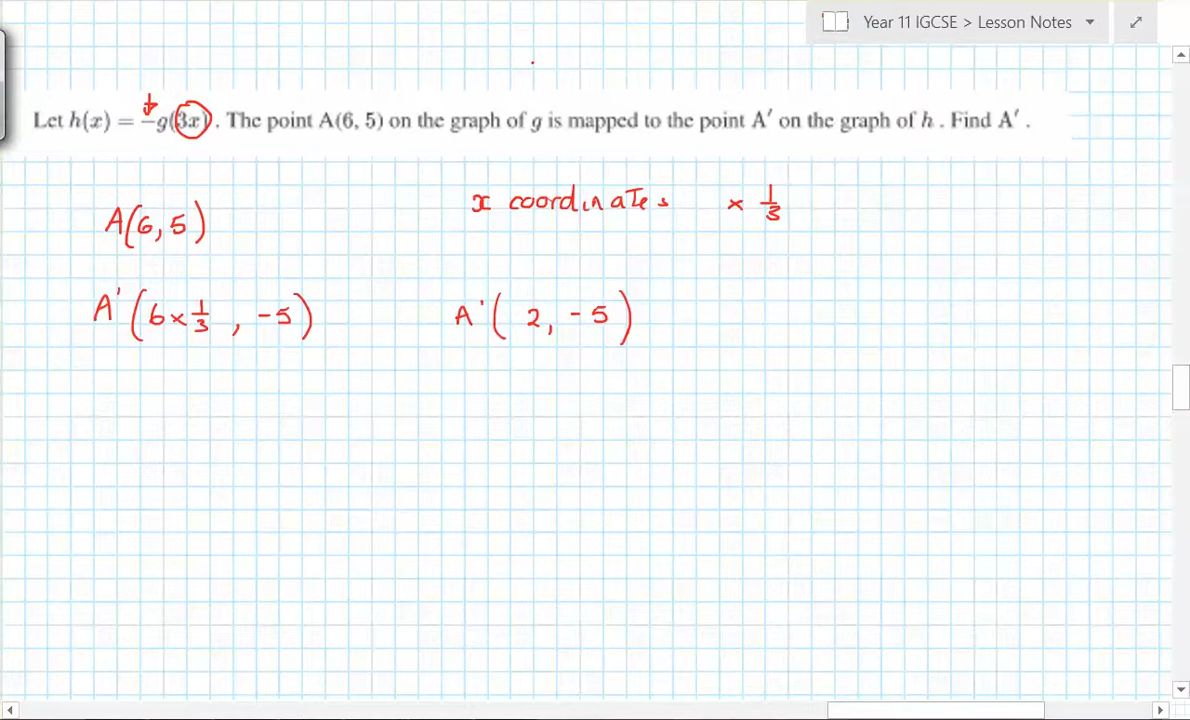 Year 11 IGCSE > Lesson Notes
Let h(x) = −g(3x). The point A(6, 5) on the graph of g is mapped to the point A′ on the graph of h . Find A′ .
x coordinates × 1/3
A(6, 5)
A' (6 × 1/3 , -5) A' ( 2, -5 )